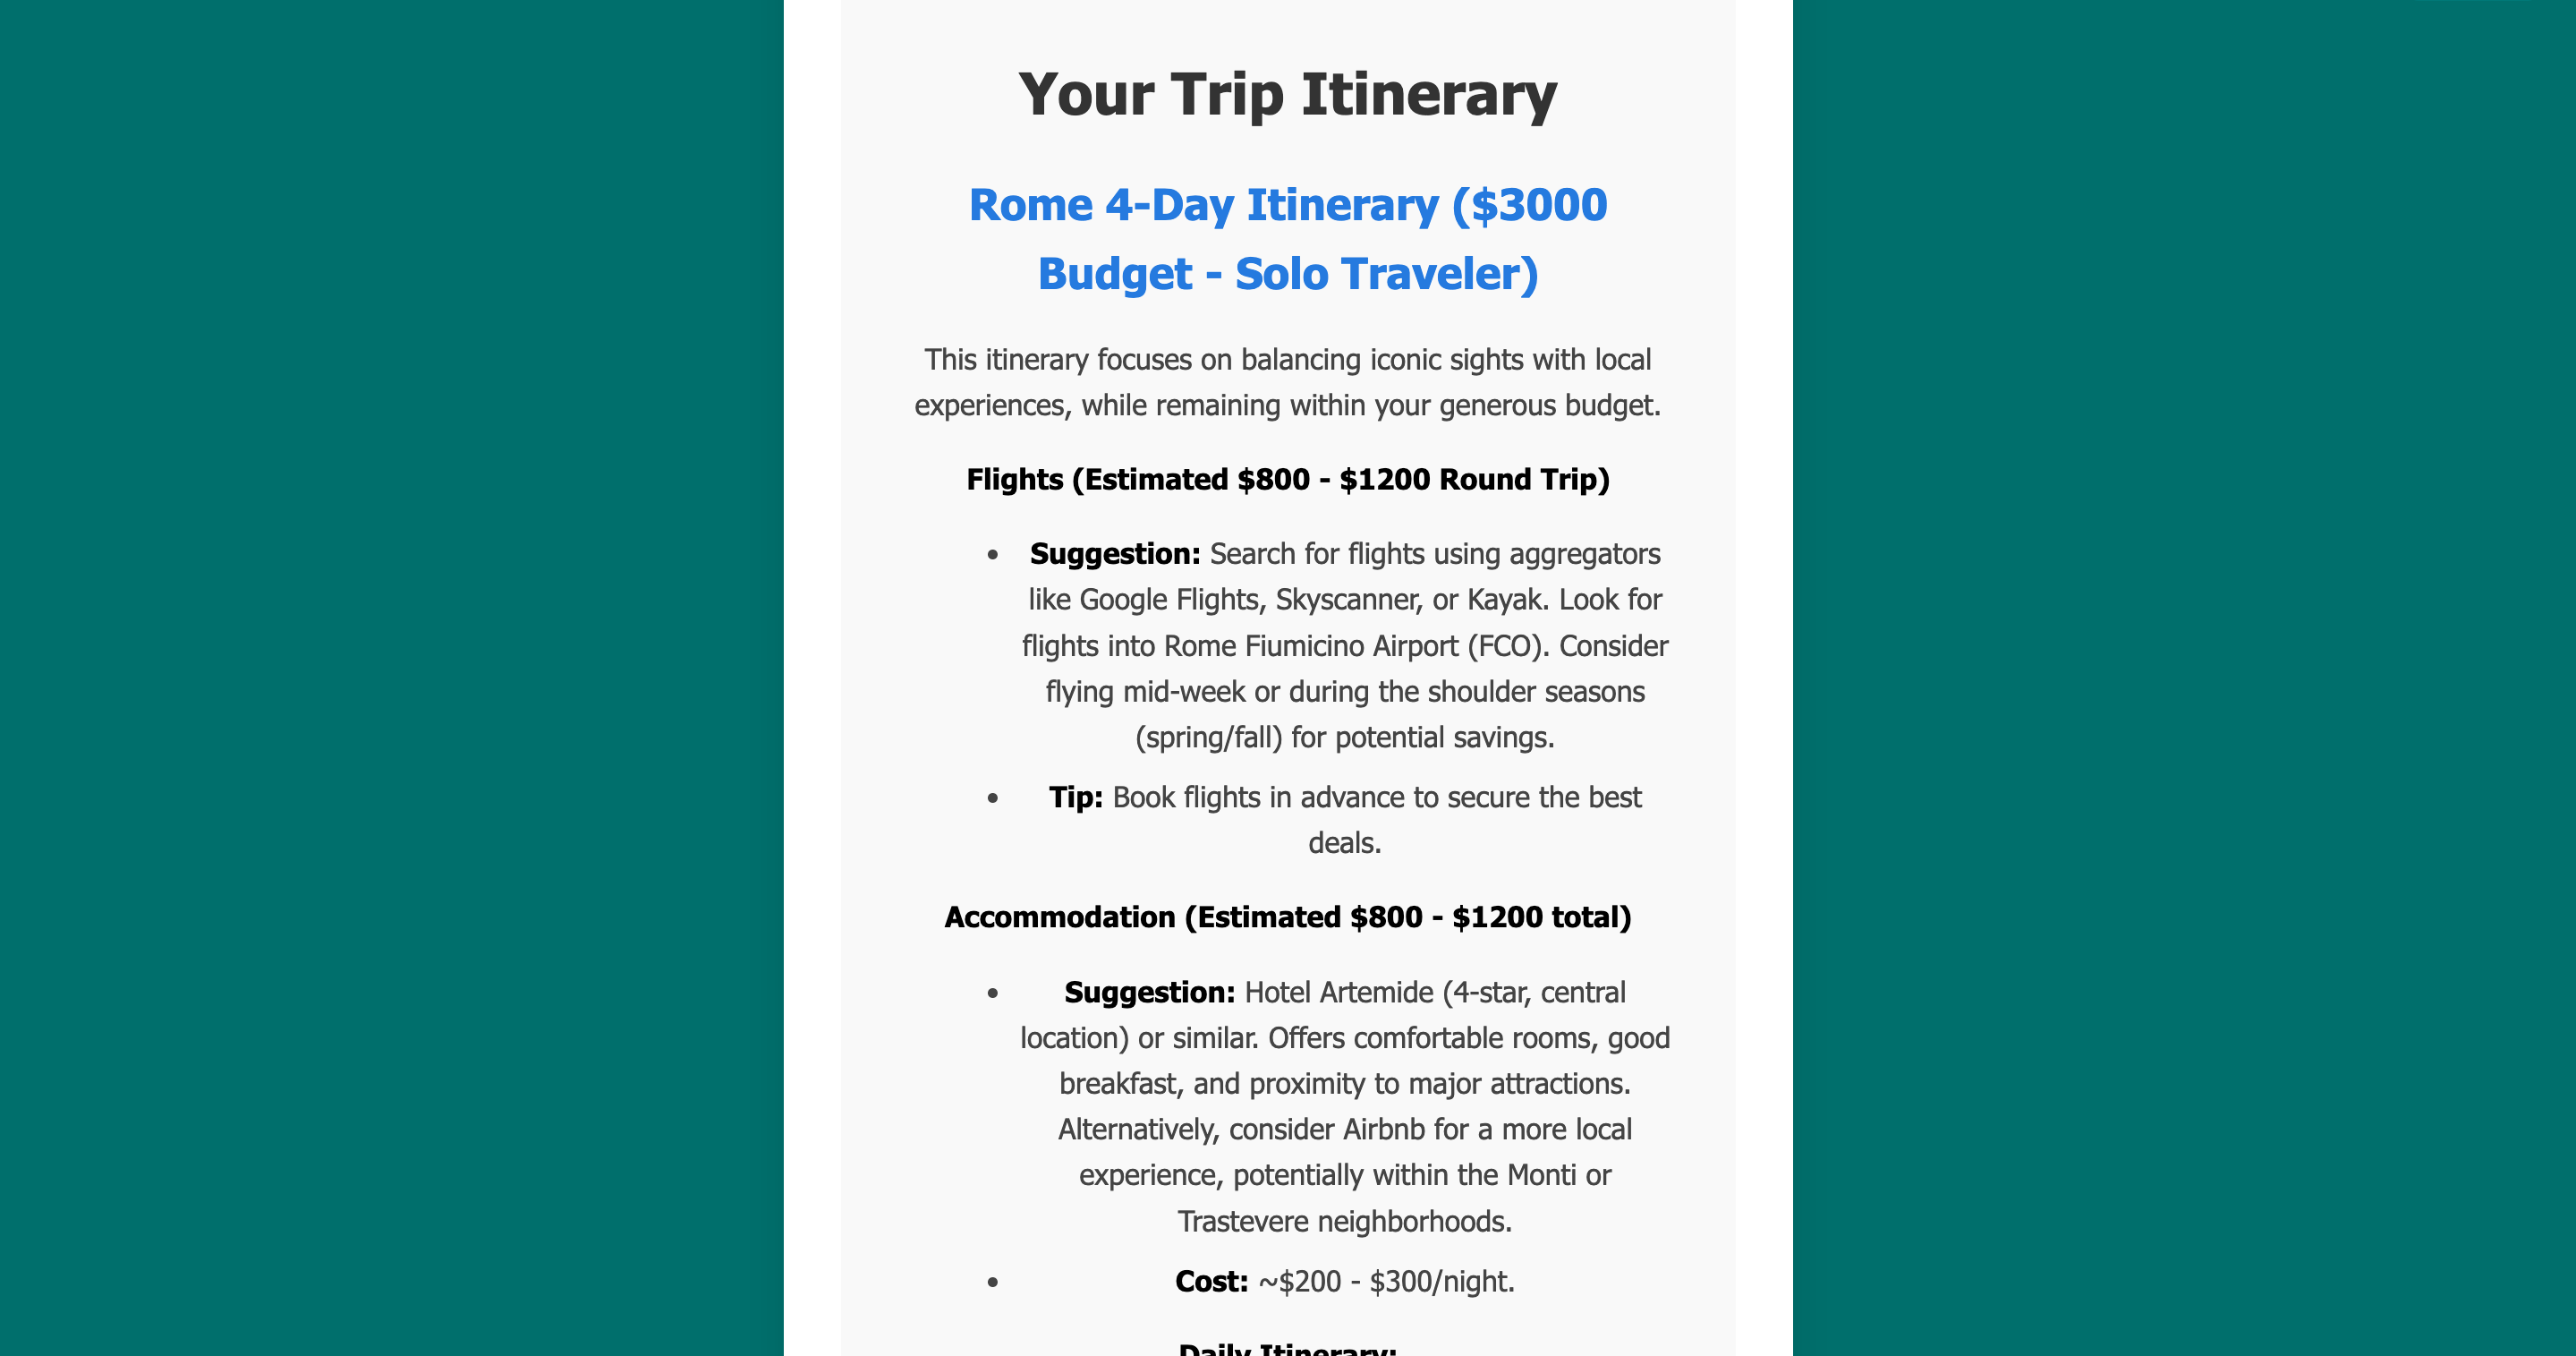 Your Trip Itinerary
Rome 4-Day Itinerary ($3000
Budget - Solo Traveler)
This itinerary focuses on balancing iconic sights with local
experiences, while remaining within your generous budget.
Flights (Estimated $800 - $1200 Round Trip)
• Suggestion: Search for flights using aggregators
like Google Flights, Skyscanner, or Kayak. Look for
flights into Rome Fiumicino Airport (FCO). Consider
flying mid-week or during the shoulder seasons
(spring/fall) for potential savings.
• Tip: Book flights in advance to secure the best
deals.
Accommodation (Estimated $800 - $1200 total)
• Suggestion: Hotel Artemide (4-star, central
location) or similar. Offers comfortable rooms, good
breakfast, and proximity to major attractions.
Alternatively, consider Airbnb for a more local
experience, potentially within the Monti or
Trastevere neighborhoods.
• Cost: ~$200 - $300/night.
Daily Itinerary: